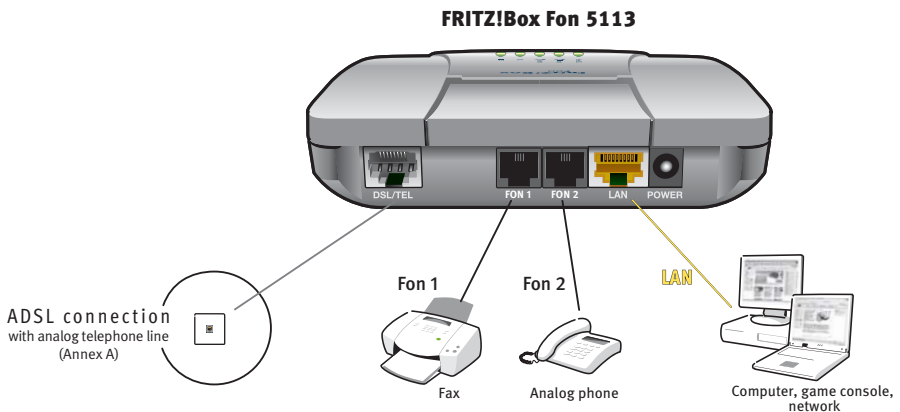 FRITZ!Box Fon 5113
DSL/TEL
FON 1
FON 2
LAN
POWER
Fon 1
Fon 2
LAN
ADSL connection
with analog telephone line
(Annex A)
Fax
Analog phone
Computer, game console,
network